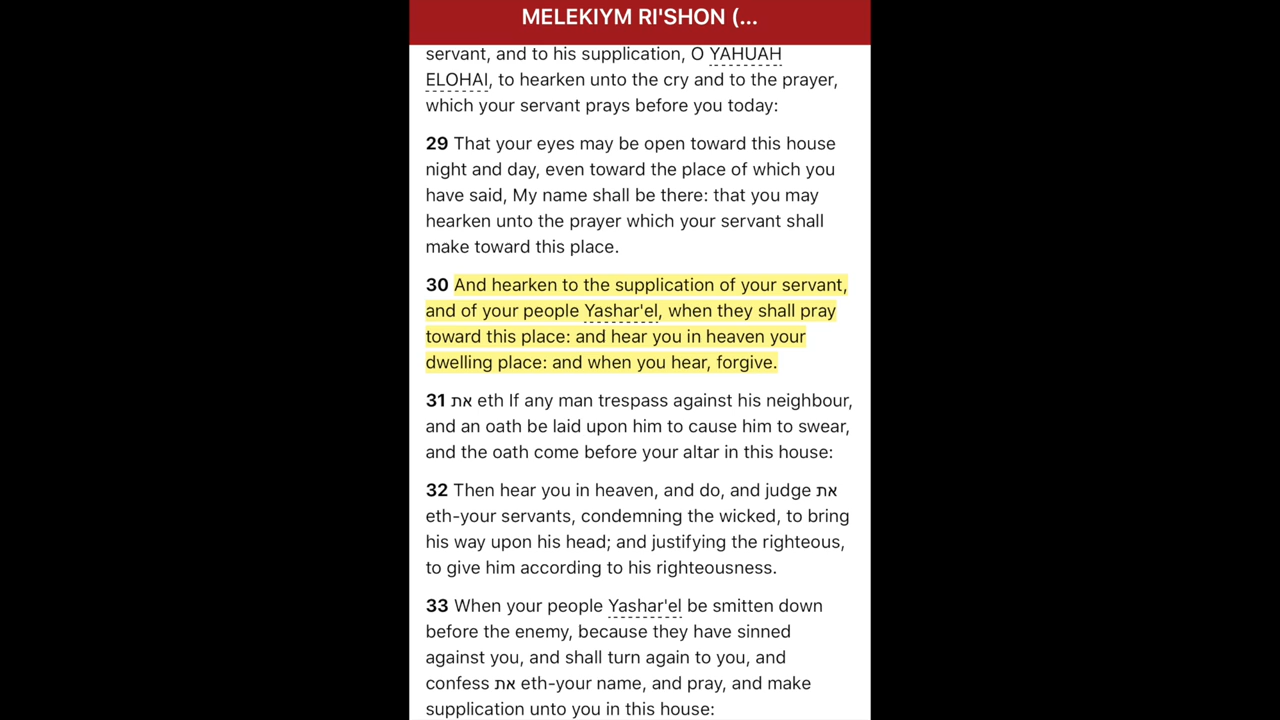 MELEKIYM RI'SHON (...
servant, and to his supplication, O YAHUAH
ELOHAI, to hearken unto the cry and to the prayer,
which your servant prays before you today:
29 That your eyes may be open toward this house
night and day, even toward the place of which you
have said, My name shall be there: that you may
hearken unto the prayer which your servant shall
make toward this place.
30 And hearken to the supplication of your servant,
and of your people Yashar'el, when they shall pray
toward this place: and hear you in heaven your
dwelling place: and when you hear, forgive.
31 את eth If any man trespass against his neighbour,
and an oath be laid upon him to cause him to swear,
and the oath come before your altar in this house:
32 Then hear you in heaven, and do, and judge את
eth-your servants, condemning the wicked, to bring
his way upon his head; and justifying the righteous,
to give him according to his righteousness.
33 When your people Yashar'el be smitten down
before the enemy, because they have sinned
against you, and shall turn again to you, and
confess את eth-your name, and pray, and make
supplication unto you in this house: